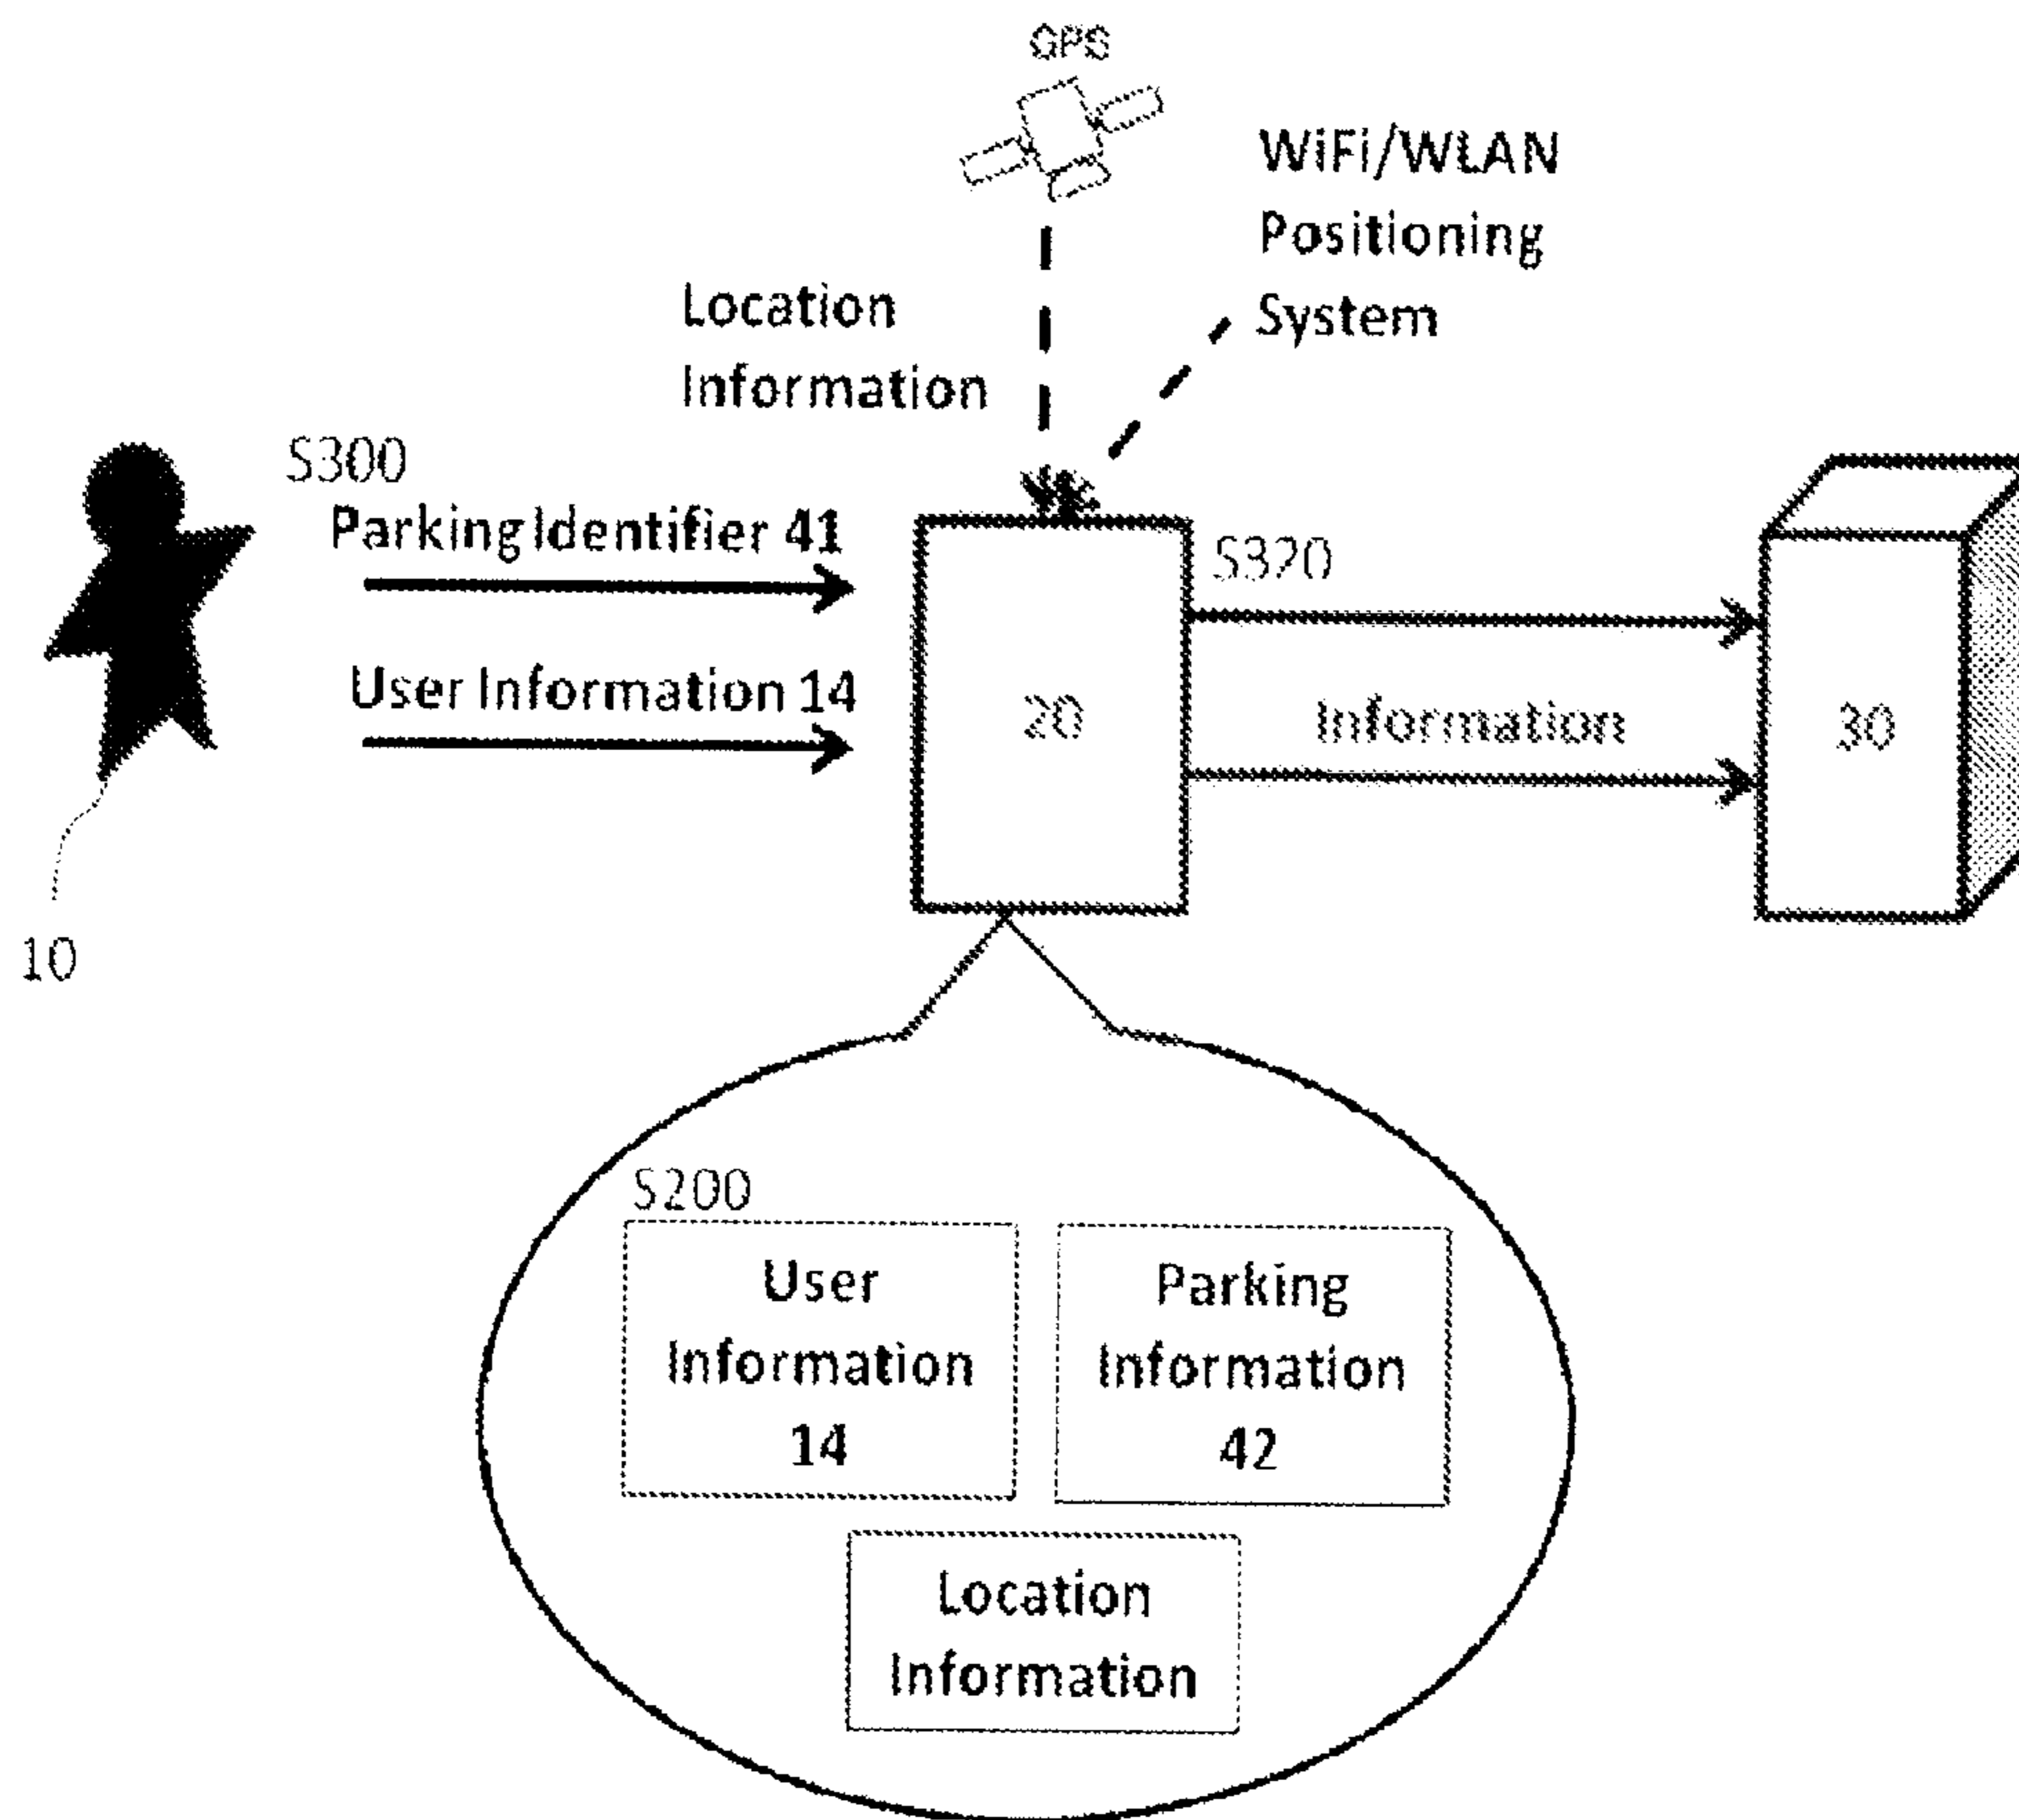 GPS
WiFi/WLAN
Positioning
System
Location
Information
S300
Parking Identifier 41
User Information 14
20
S320
Information
30
10
S200
User
Information
14
Parking
Information
42
Location
Information